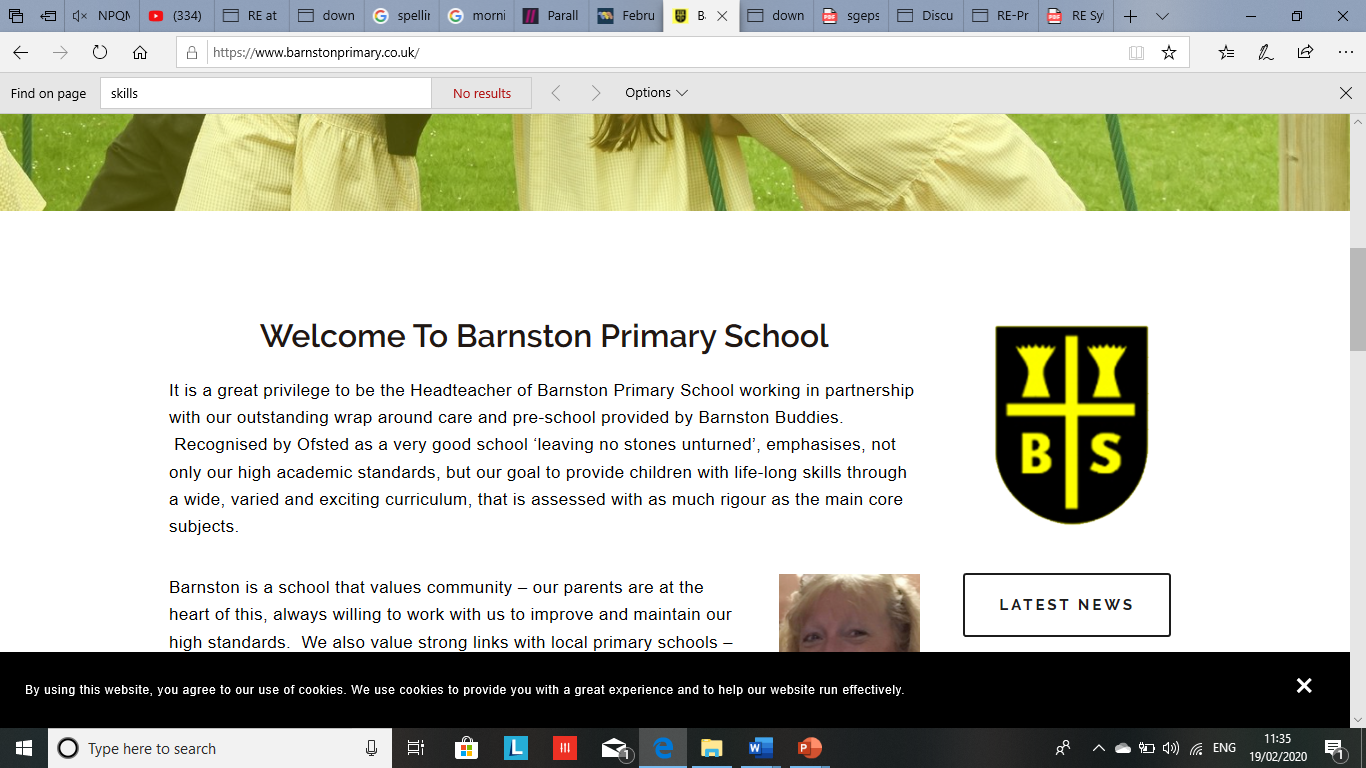 NPQN
(334)
RE at
down
spellin
morni
Parall
Febru
Ba
down
sgeps
Discu
RE-Pr
RE Syl
https://www.barnstonprimary.co.uk/
Find on page
skills
No results
Options
Welcome To Barnston Primary School
It is a great privilege to be the Headteacher of Barnston Primary School working in partnership
with our outstanding wrap around care and pre-school provided by Barnston Buddies.
Recognised by Ofsted as a very good school ‘leaving no stones unturned’, emphasises, not
only our high academic standards, but our goal to provide children with life-long skills through
a wide, varied and exciting curriculum, that is assessed with as much rigour as the main core
subjects.
B S
Barnston is a school that values community – our parents are at the
heart of this, always willing to work with us to improve and maintain our
high standards.  We also value strong links with local primary schools –
LATEST NEWS
By using this website, you agree to our use of cookies. We use cookies to provide you with a great experience and to help our website run effectively.
Type here to search
L
1
ENG
11:35
19/02/2020
1